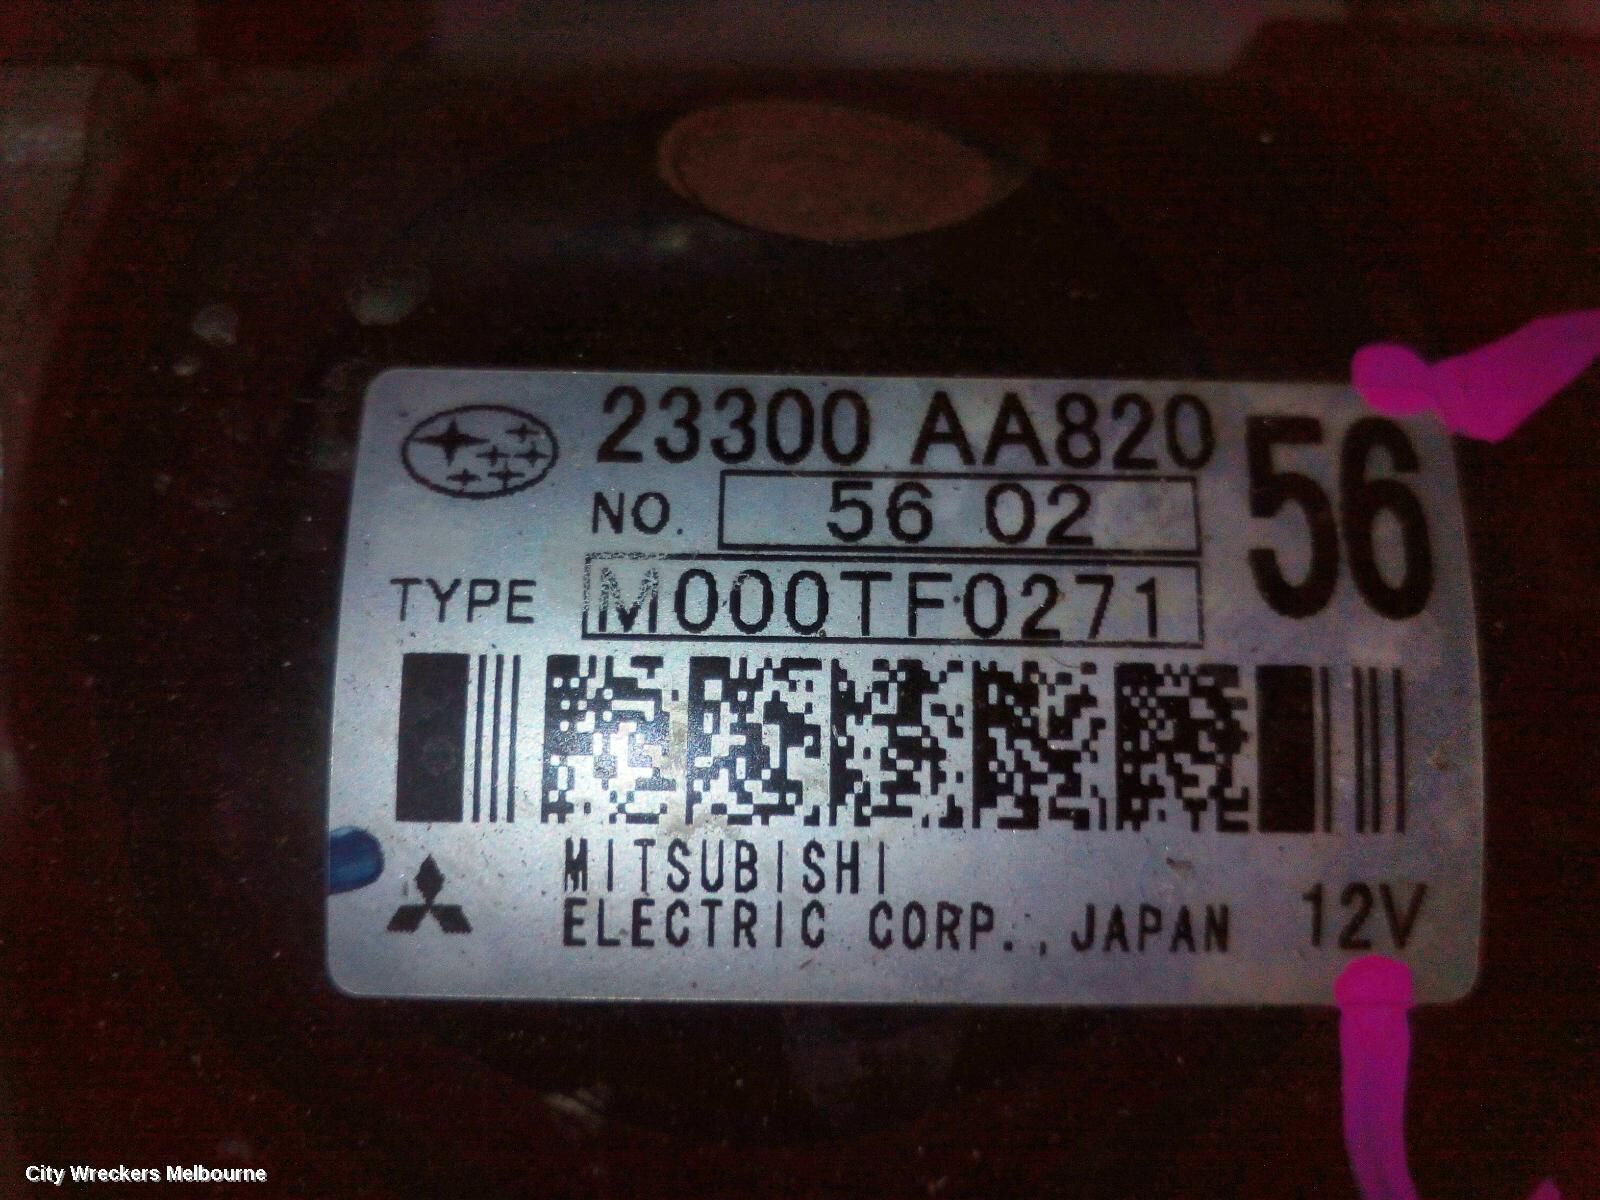 23300 AA820
56
NO. 56 02
TYPE M000TF0271
MITSUBISHI
ELECTRIC CORP., JAPAN 12V
City Wreckers Melbourne